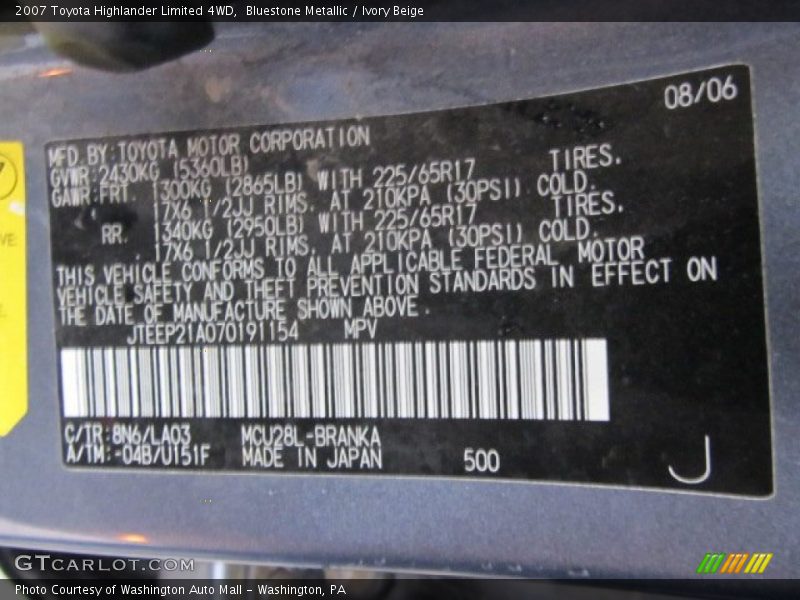 2007 Toyota Highlander Limited 4WD, Bluestone Metallic / Ivory Beige
08/06
MFD BY:TOYOTA MOTOR CORPORATION
GVWR:2430KG (5360LB)
GAWR:FRT. 1300KG (2865LB) WITH 225/65R17 TIRES.
17X6 1/2JJ RIMS. AT 210KPA (30PSI) COLD.
RR. 1340KG (2950LB) WITH 225/65R17 TIRES.
17X6 1/2JJ RIMS. AT 210KPA (30PSI) COLD.
THIS VEHICLE CONFORMS TO ALL APPLICABLE FEDERAL MOTOR
VEHICLE SAFETY AND THEFT PREVENTION STANDARDS IN EFFECT ON
THE DATE OF MANUFACTURE SHOWN ABOVE.
JTEEP21A070191154 MPV
C/TR:8N6/LA03 MCU28L-BRANKA
A/TM:-04B/U151F MADE IN JAPAN 500
J
GTCARLOT.COM
Photo Courtesy of Washington Auto Mall - Washington, PA